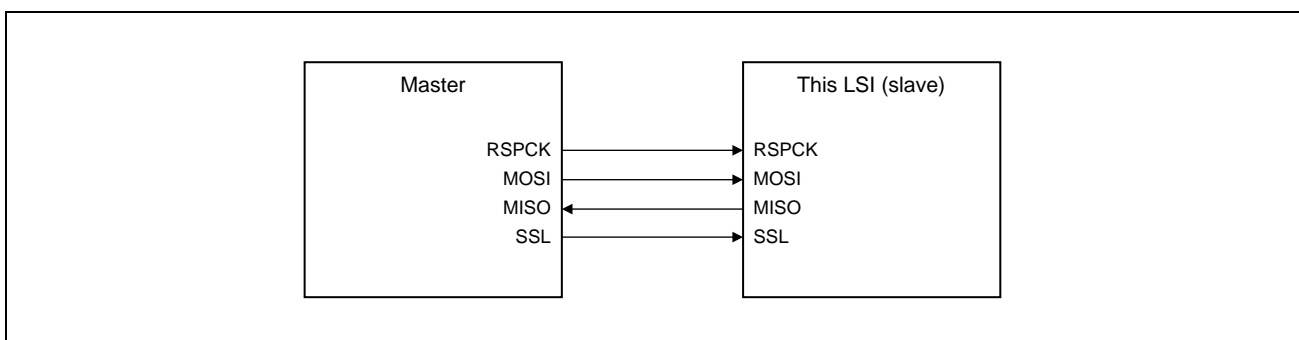 Master
This LSI (slave)
RSPCK
RSPCK
MOSI
MOSI
MISO
MISO
SSL
SSL